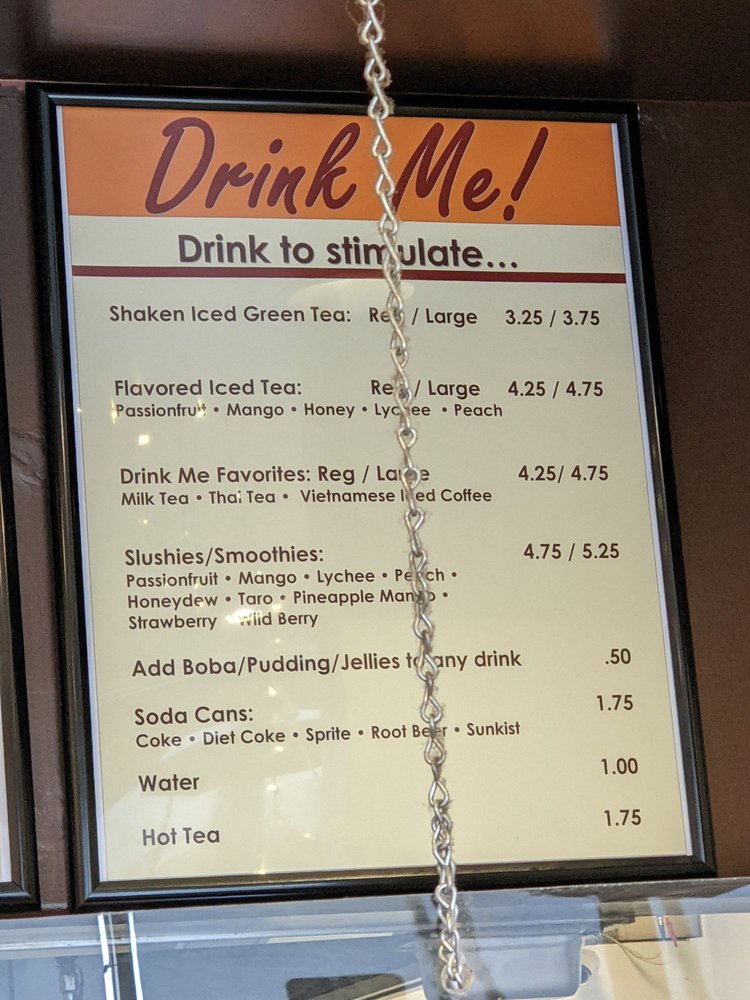 Drink Me!
Drink to stimulate...
Shaken Iced Green Tea: Reg / Large 3.25 / 3.75
Flavored Iced Tea: Reg / Large 4.25 / 4.75
Passionfruit • Mango • Honey • Lychee • Peach
Drink Me Favorites: Reg / Large 4.25/ 4.75
Milk Tea • Thai Tea • Vietnamese Iced Coffee
Slushies/Smoothies: 4.75 / 5.25
Passionfruit • Mango • Lychee • Peach •
Honeydew • Taro • Pineapple Mango •
Strawberry • Wild Berry
Add Boba/Pudding/Jellies to any drink .50
Soda Cans: 1.75
Coke • Diet Coke • Sprite • Root Beer • Sunkist
Water 1.00
Hot Tea 1.75